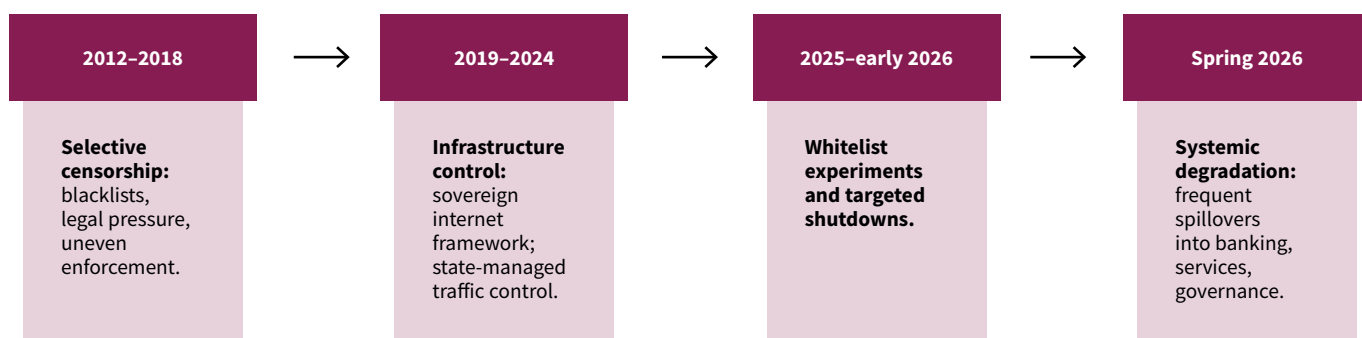 2012–2018
Selective
censorship:
blacklists,
legal pressure,
uneven
enforcement.
2019–2024
Infrastructure
control:
sovereign
internet
framework;
state-managed
traffic control.
2025–early 2026
Whitelist
experiments
and targeted
shutdowns.
Spring 2026
Systemic
degradation:
frequent
spillovers
into banking,
services,
governance.